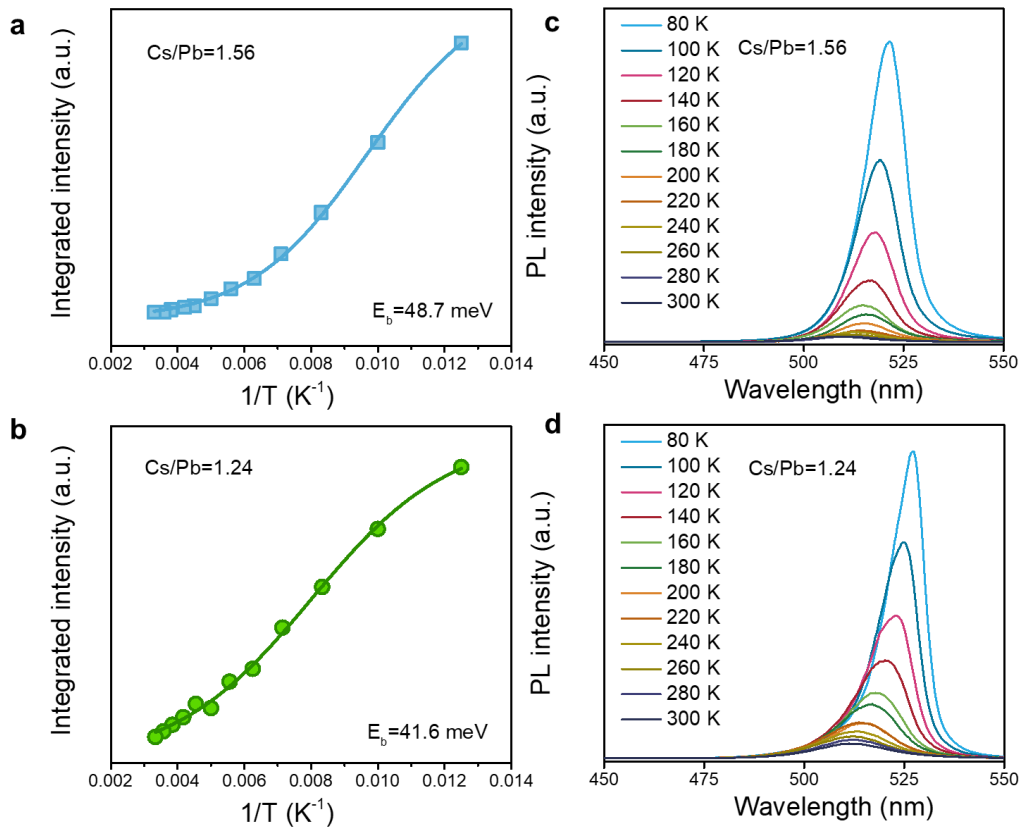 a
Cs/Pb=1.56
Integrated intensity (a.u.)
E_b=48.7 meV
0.002 0.004 0.006 0.008 0.010 0.012 0.014
1/T (K⁻¹)
c
80 K
100 K
120 K
140 K
160 K
180 K
200 K
220 K
240 K
260 K
280 K
300 K
Cs/Pb=1.56
PL intensity (a.u.)
450 475 500 525 550
Wavelength (nm)
b
Cs/Pb=1.24
Integrated intensity (a.u.)
E_b=41.6 meV
0.002 0.004 0.006 0.008 0.010 0.012 0.014
1/T (K⁻¹)
d
80 K
100 K
120 K
140 K
160 K
180 K
200 K
220 K
240 K
260 K
280 K
300 K
Cs/Pb=1.24
PL intensity (a.u.)
450 475 500 525 550
Wavelength (nm)